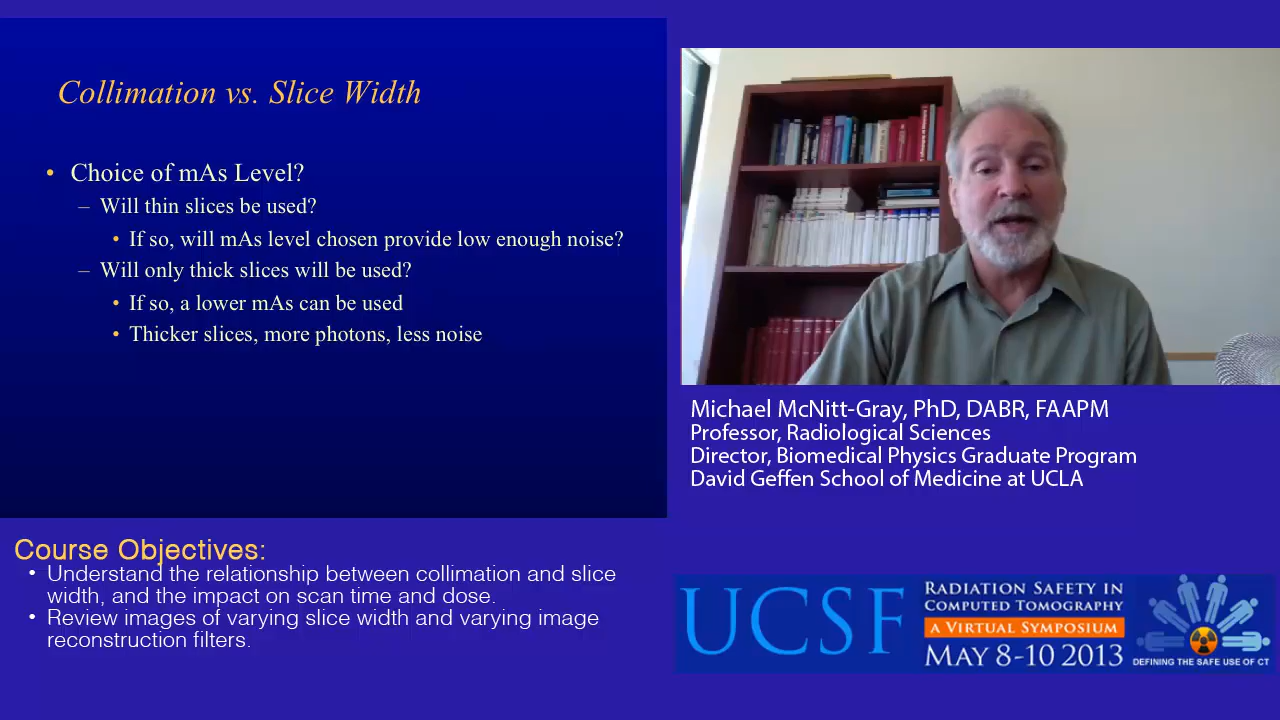 Collimation vs. Slice Width
• Choice of mAs Level?
– Will thin slices be used?
• If so, will mAs level chosen provide low enough noise?
– Will only thick slices will be used?
• If so, a lower mAs can be used
• Thicker slices, more photons, less noise
Michael McNitt-Gray, PhD, DABR, FAAPM
Professor, Radiological Sciences
Director, Biomedical Physics Graduate Program
David Geffen School of Medicine at UCLA
Course Objectives:
• Understand the relationship between collimation and slice
width, and the impact on scan time and dose.
• Review images of varying slice width and varying image
reconstruction filters.
UCSF
RADIATION SAFETY IN
COMPUTED TOMOGRAPHY
A VIRTUAL SYMPOSIUM
MAY 8-10 2013
DEFINING THE SAFE USE OF CT